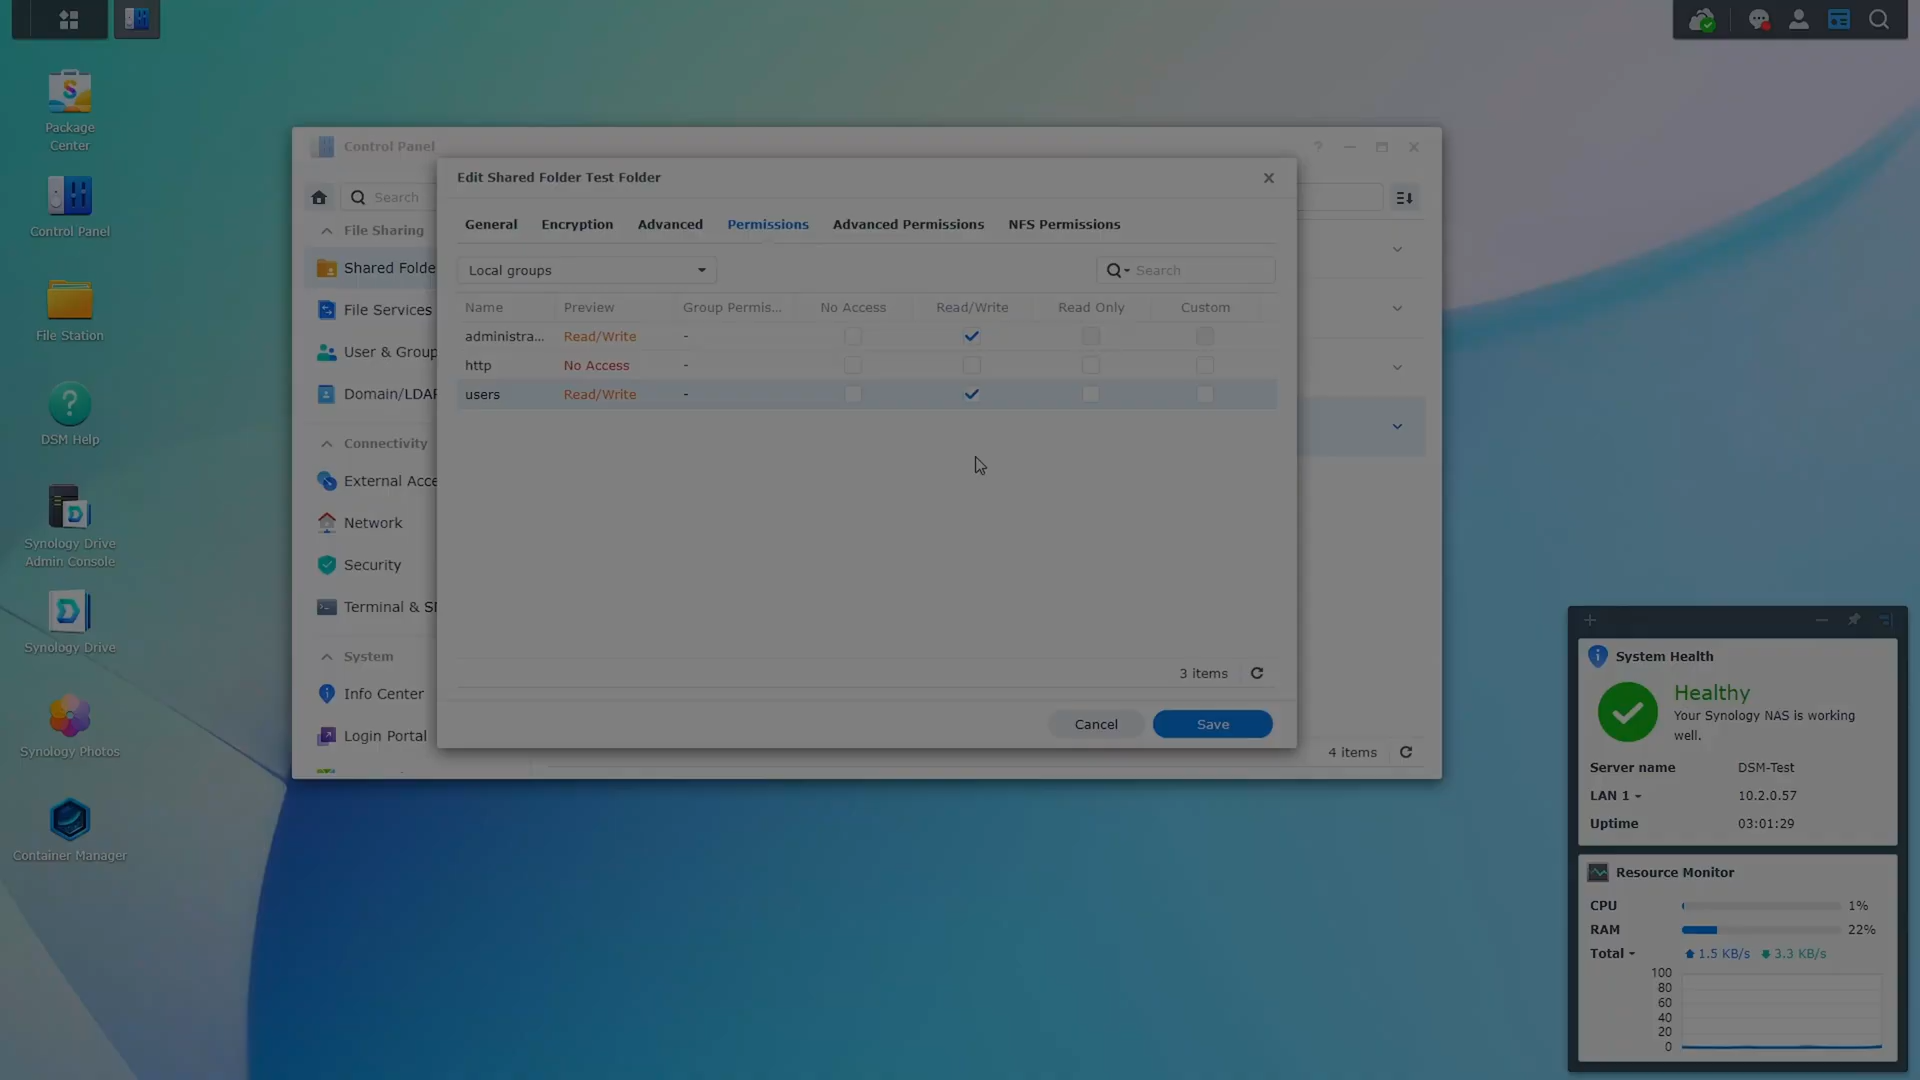 Package
Center
Control Panel
File Station
DSM Help
Synology Drive
Admin Console
Synology Drive
Synology Photos
Container Manager
Control Panel
Search
File Sharing
Shared Folde
File Services
User & Group
Domain/LDAP
Connectivity
External Acce
Network
Security
Terminal & SN
System
Info Center
Login Portal
4 items
Edit Shared Folder Test Folder
General Encryption Advanced Permissions Advanced Permissions NFS Permissions
Local groups Search
Name Preview Group Permis... No Access Read/Write Read Only Custom
administra... Read/Write -
http No Access -
users Read/Write -
3 items
Cancel Save
System Health
Healthy
Your Synology NAS is working
well.
Server name DSM-Test
LAN 1 10.2.0.57
Uptime 03:01:29
Resource Monitor
CPU 1%
RAM 22%
Total 1.5 KB/s 3.3 KB/s
100
80
60
40
20
0